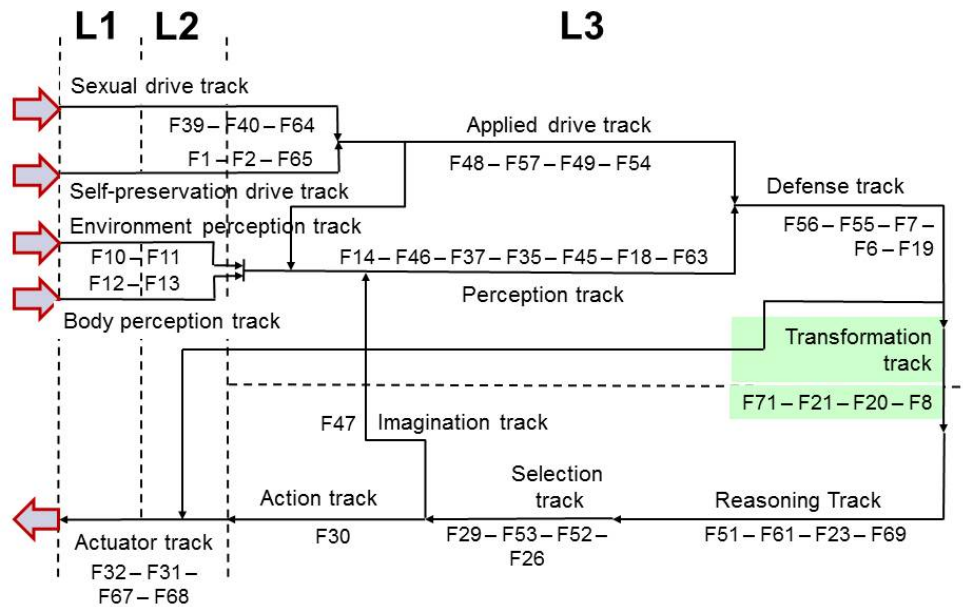 L1 L2 L3
Sexual drive track
F39 – F40 – F64
Applied drive track
F1 – F2 – F65
F48 – F57 – F49 – F54
Self-preservation drive track
Defense track
Environment perception track
F56 – F55 – F7 –
F6 – F19
F10 – F11
F14 – F46 – F37 – F35 – F45 – F18 – F63
F12 – F13
Perception track
Body perception track
Transformation
track
F71 – F21 – F20 – F8
F47
Imagination track
Selection
track
Action track
Reasoning Track
F30
F29 – F53 – F52 –
F26
F51 – F61 – F23 – F69
Actuator track
F32 – F31 –
F67 – F68